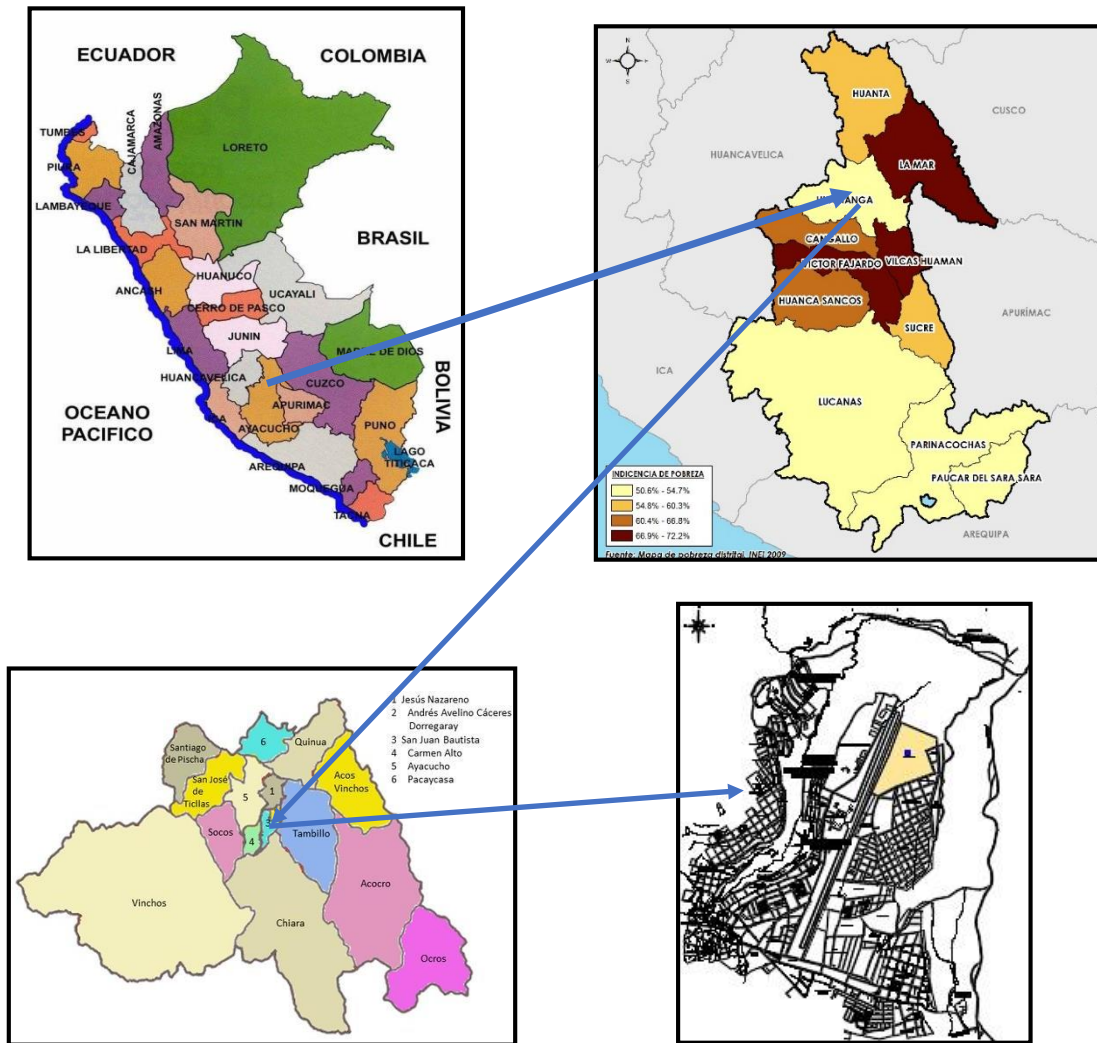 ECUADOR
COLOMBIA
TUMBES
PIURA
CAJAMARCA
AMAZONAS
LORETO
LAMBAYEQUE
SAN MARTIN
LA LIBERTAD
BRASIL
HUANUCO
ANCASH
UCAYALI
CERRO DE PASCO
JUNIN
LIMA
MADRE DE DIOS
HUANCAVELICA
CUZCO
BOLIVIA
OCEANO
PACIFICO
ICA
APURIMAC
AYACUCHO
PUNO
LAGO
TITICACA
AREQUIPA
MOQUEGUA
TACNA
CHILE
N
W
E
S
HUANTA
CUSCO
HUANCAVELICA
LA MAR
HUAMANGA
CANGALLO
VICTOR FAJARDO
VILCAS HUAMAN
HUANCA SANCOS
SUCRE
APURÍMAC
ICA
LUCANAS
PARINACOCHAS
PAUCAR DEL SARA SARA
AREQUIPA
INDICENCIA DE POBREZA
50.6% - 54.7%
54.8% - 60.3%
60.4% - 66.8%
66.9% - 72.2%
Fuente: Mapa de pobreza distrital, INEI 2009
1 Jesús Nazareno
2 Andrés Avelino Cáceres
Dorregaray
3 San Juan Bautista
4 Carmen Alto
5 Ayacucho
6 Pacaycasa
6
Quinua
Santiago
de Pischa
San José
de
Ticllas
Acos
Vinchos
5
1
3
Socos
4
Tambillo
Vinchos
Acocro
Chiara
Ocros